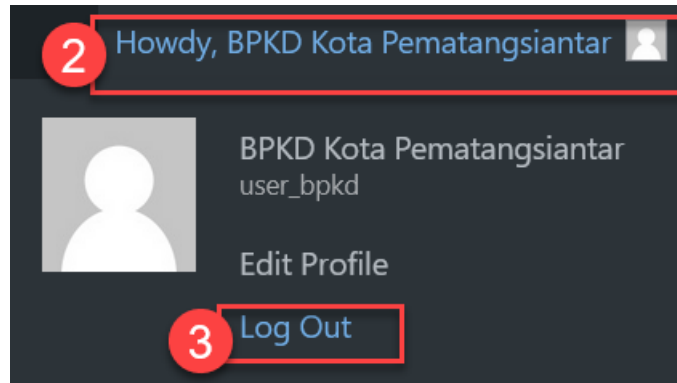 2
Howdy, BPKD Kota Pematangsiantar
BPKD Kota Pematangsiantar
user_bpkd
Edit Profile
3
Log Out